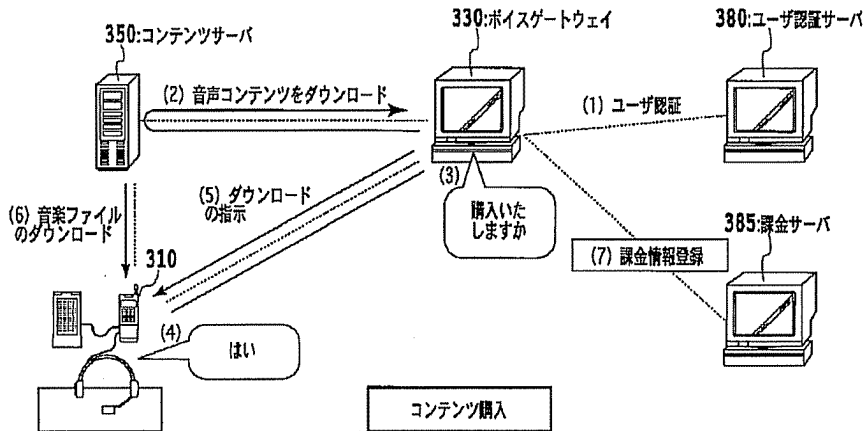 350:コンテンツサーバ
330:ボイスゲートウェイ
380:ユーザ認証サーバ
(2) 音声コンテンツをダウンロード
(1) ユーザ認証
(3)
購入いた
しますか
(5) ダウンロード
の指示
(6) 音楽ファイル
のダウンロード
385:課金サーバ
(7) 課金情報登録
310
(4)
はい
コンテンツ購入